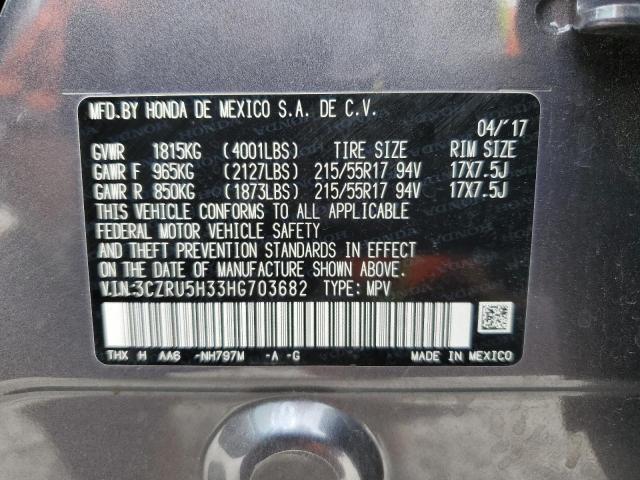 MFD.BY HONDA DE MEXICO S.A. DE C.V.
04/'17
GVWR 1815KG (4001LBS) TIRE SIZE RIM SIZE
GAWR F 965KG (2127LBS) 215/55R17 94V 17X7.5J
GAWR R 850KG (1873LBS) 215/55R17 94V 17X7.5J
THIS VEHICLE CONFORMS TO ALL APPLICABLE
FEDERAL MOTOR VEHICLE SAFETY
AND THEFT PREVENTION STANDARDS IN EFFECT
ON THE DATE OF MANUFACTURE SHOWN ABOVE.
V.I.N:3CZRU5H33HG703682 TYPE: MPV
THX H AA6 -NH797M -A -G MADE IN MEXICO